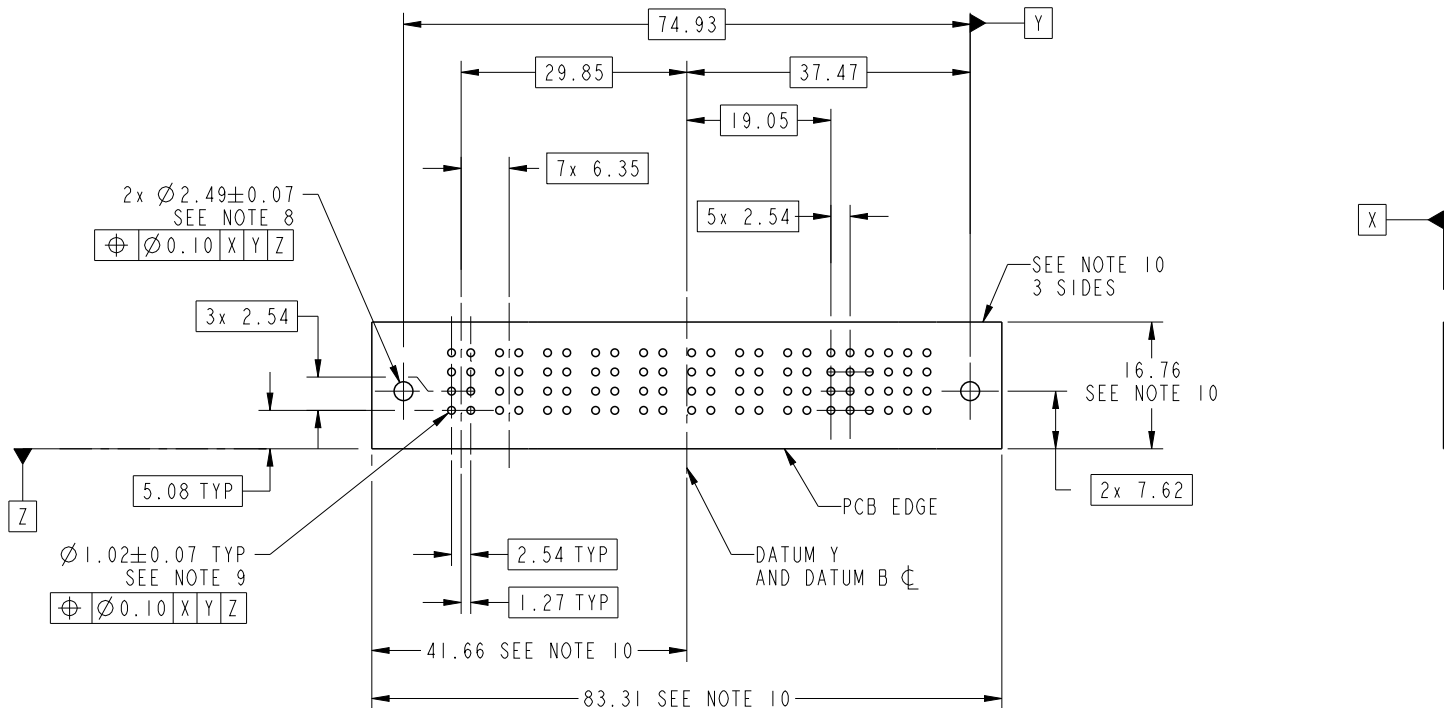 74.93
Y
29.85
37.47
19.05
7x 6.35
2x Ø2.49±0.07
SEE NOTE 8
⌖ Ø0.10 X Y Z
5x 2.54
X
SEE NOTE 10
3 SIDES
3x 2.54
16.76
SEE NOTE 10
5.08 TYP
2x 7.62
Z
PCB EDGE
Ø1.02±0.07 TYP
SEE NOTE 9
⌖ Ø0.10 X Y Z
2.54 TYP
DATUM Y
AND DATUM B ℄
1.27 TYP
41.66 SEE NOTE 10
83.31 SEE NOTE 10